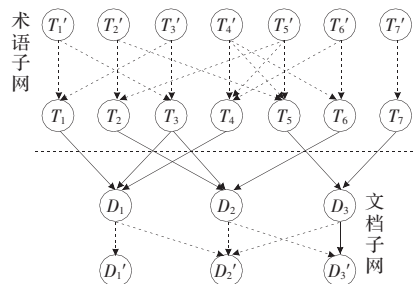 术语子网
T₁′ T₂′ T₃′ T₄′ T₅′ T₆′ T₇′
T₁ T₂ T₃ T₄ T₅ T₆ T₇
D₁ D₂ D₃
文档子网
D₁′ D₂′ D₃′